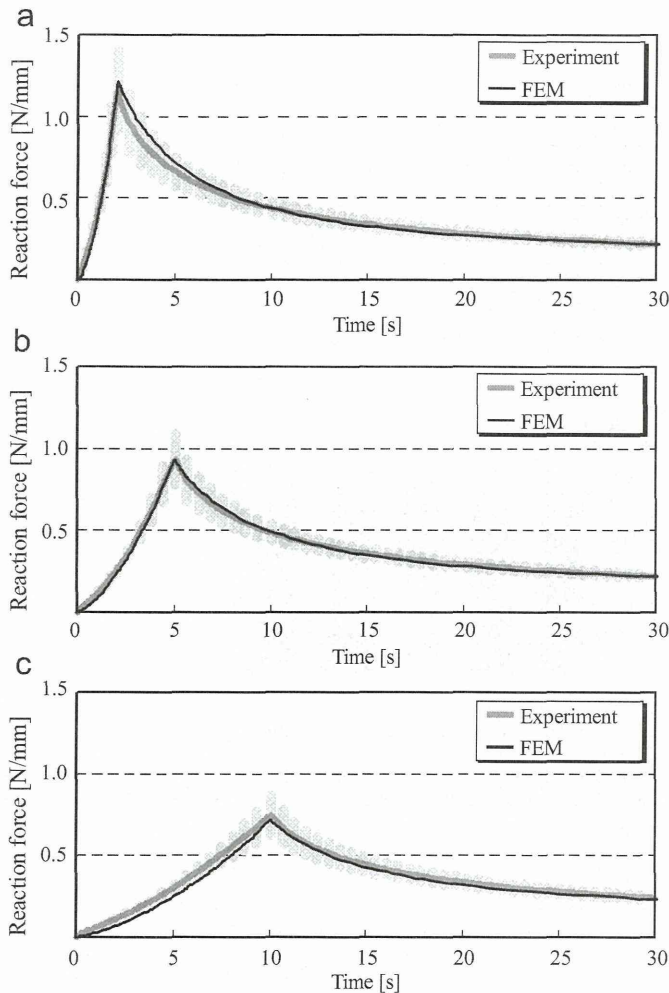 a
Reaction force [N/mm]
1.5
1.0
0.5
Experiment
FEM
0 5 10 15 20 25 30
Time [s]
b
Reaction force [N/mm]
1.5
1.0
0.5
Experiment
FEM
0 5 10 15 20 25 30
Time [s]
c
Reaction force [N/mm]
1.5
1.0
0.5
Experiment
FEM
0 5 10 15 20 25 30
Time [s]